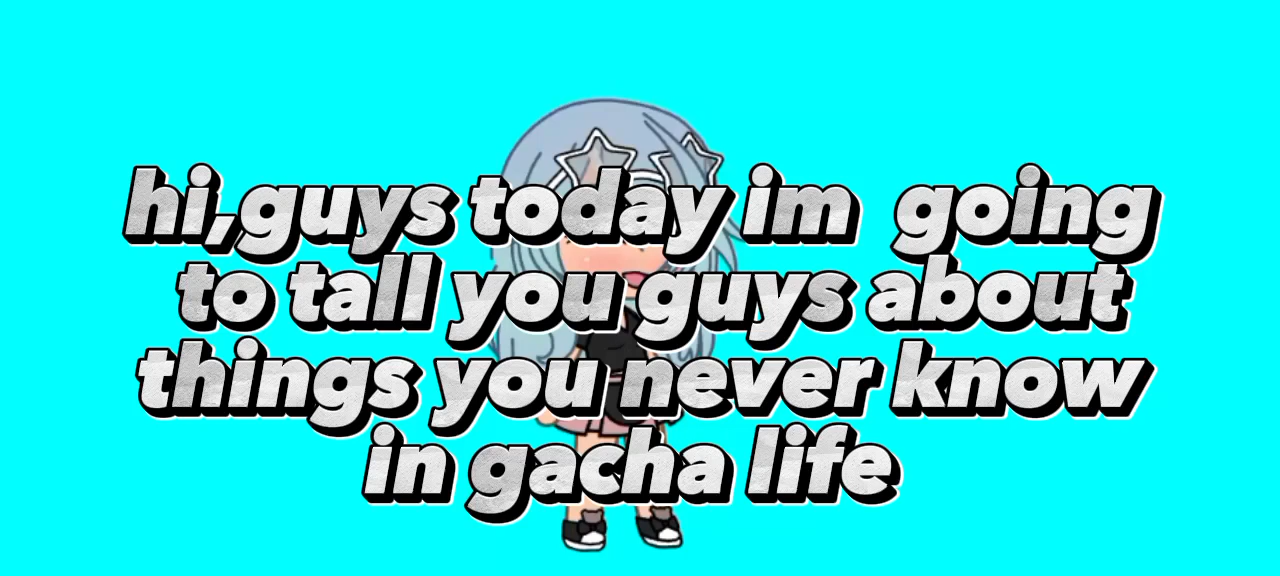 hi,guys today im going
to tall you guys about
things you never know
in gacha life